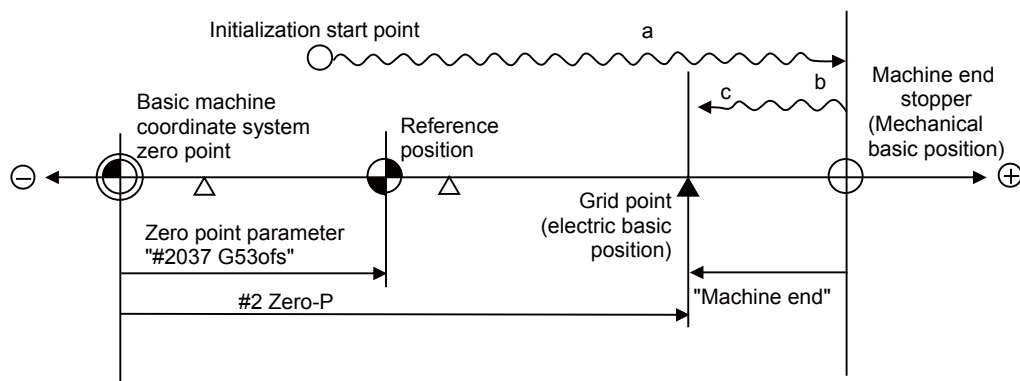 Initialization start point
a
Machine end
stopper
(Mechanical
basic position)
c
b
Basic machine
coordinate system
zero point
Reference
position
⊖
⊕
Grid point
(electric basic
position)
Zero point parameter
"#2037 G53ofs"
#2 Zero-P
"Machine end"